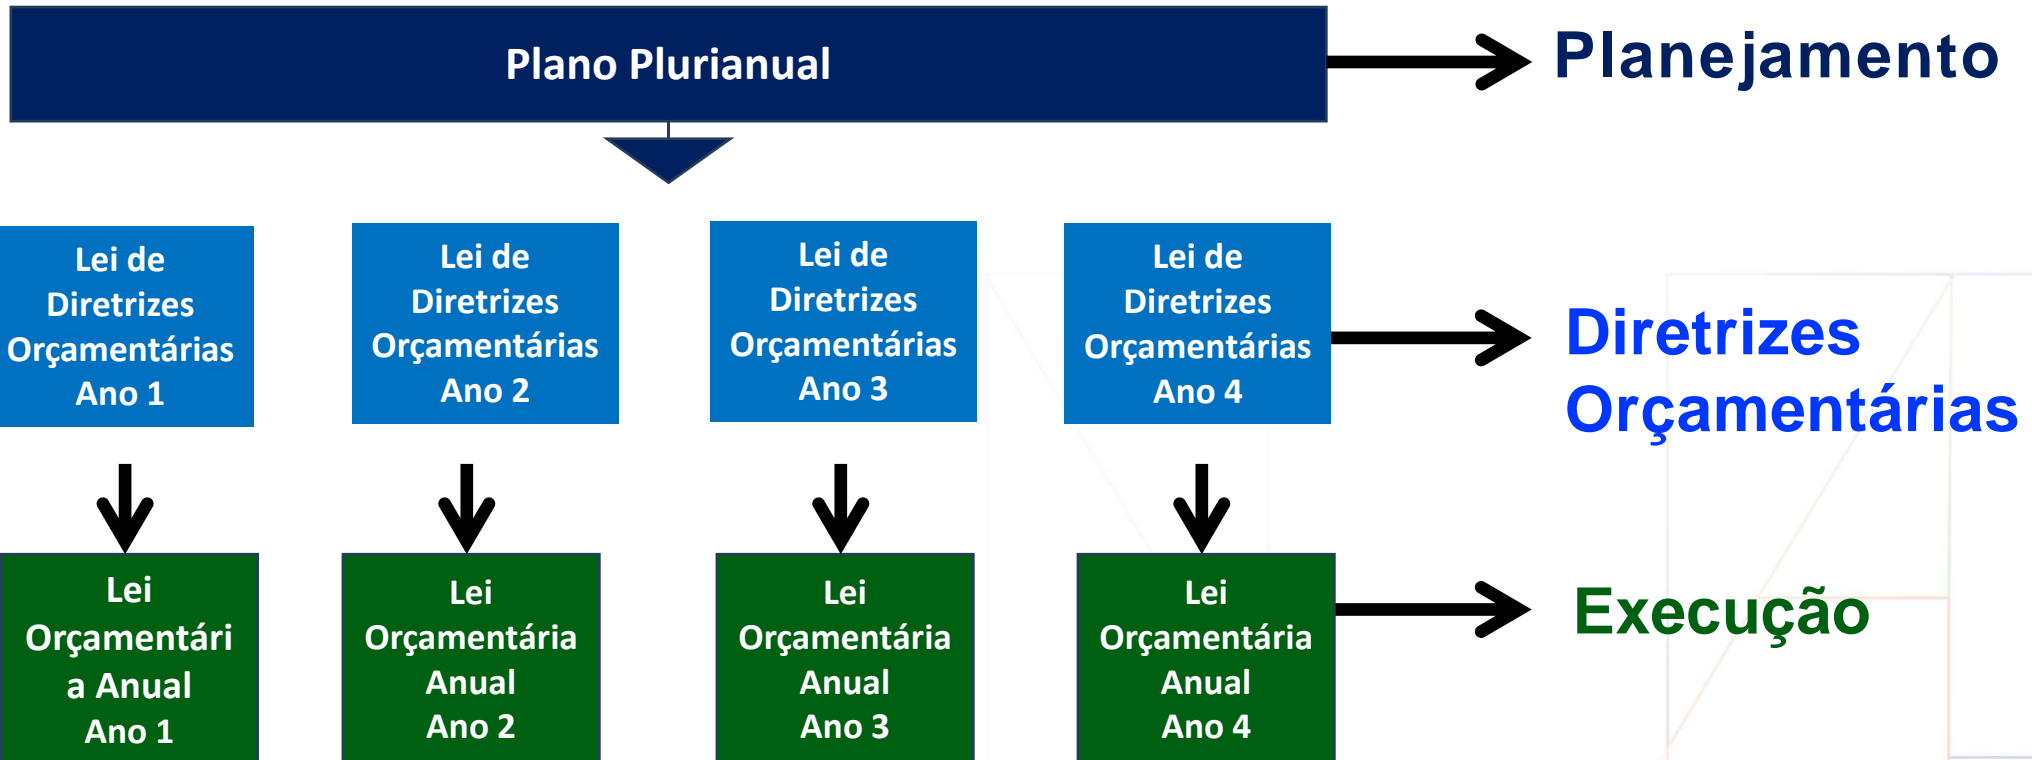 Plano Plurianual
Planejamento
Lei de
Diretrizes
Orçamentárias
Ano 1
Lei de
Diretrizes
Orçamentárias
Ano 2
Lei de
Diretrizes
Orçamentárias
Ano 3
Lei de
Diretrizes
Orçamentárias
Ano 4
Diretrizes
Orçamentárias
Lei
Orçamentári
a Anual
Ano 1
Lei
Orçamentária
Anual
Ano 2
Lei
Orçamentária
Anual
Ano 3
Lei
Orçamentária
Anual
Ano 4
Execução